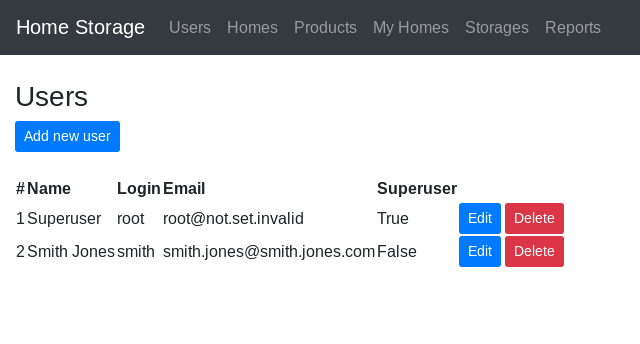 Home Storage Users Homes Products My Homes Storages Reports
Users
Add new user
# Name Login Email Superuser
1 Superuser root root@not.set.invalid True Edit Delete
2 Smith Jones smith smith.jones@smith.jones.com False Edit Delete